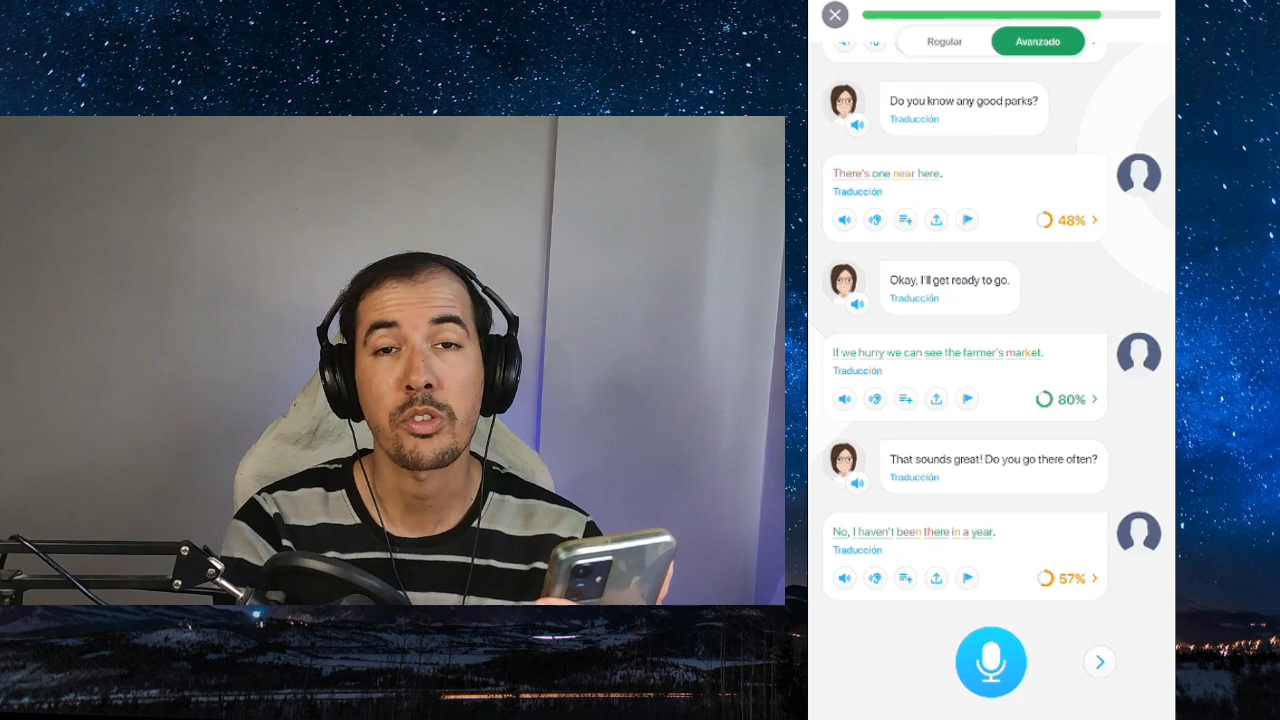 Regular
Avanzado
Do you know any good parks?
Traducción
There's one near here.
Traducción
48%
Okay, I'll get ready to go.
Traducción
If we hurry we can see the farmer's market.
Traducción
80%
That sounds great! Do you go there often?
Traducción
No, I haven't been there in a year.
Traducción
57%